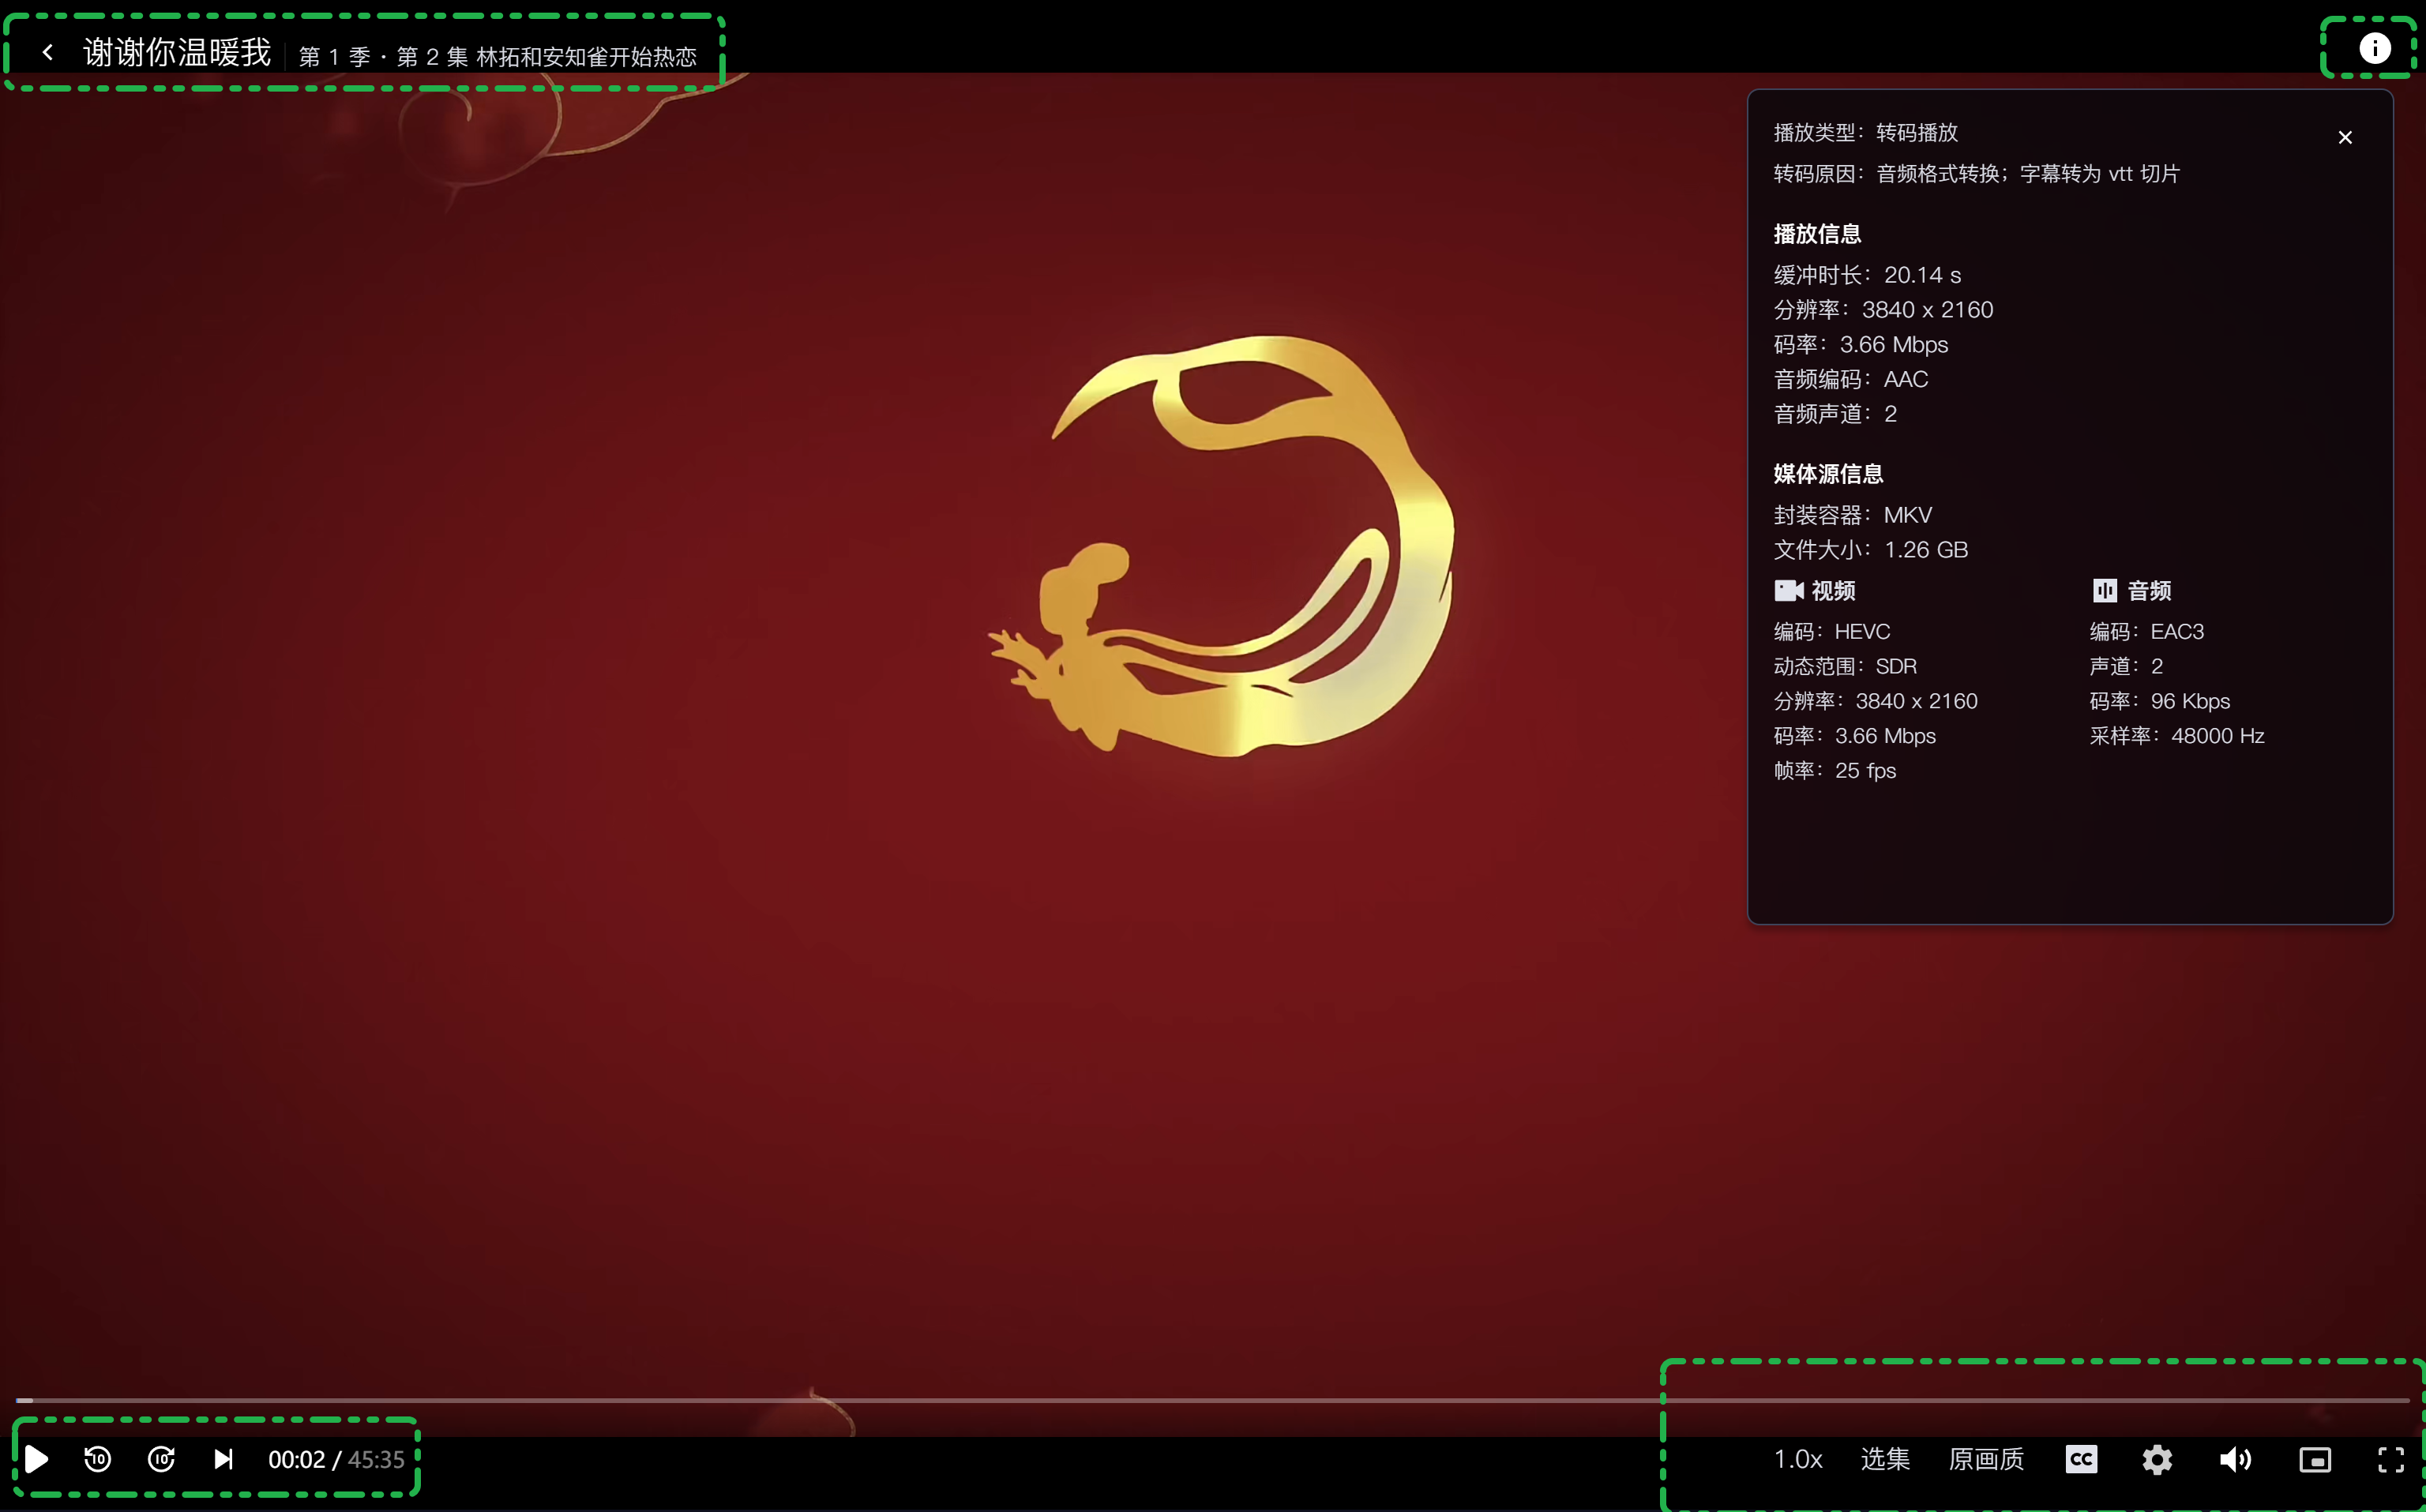 谢谢你温暖我 第 1 季 · 第 2 集 林拓和安知雀开始热恋
播放类型：转码播放
转码原因：音频格式转换；字幕转为 vtt 切片
播放信息
缓冲时长：20.14 s
分辨率：3840 x 2160
码率：3.66 Mbps
音频编码：AAC
音频声道：2
媒体源信息
封装容器：MKV
文件大小：1.26 GB
视频
编码：HEVC
动态范围：SDR
分辨率：3840 x 2160
码率：3.66 Mbps
帧率：25 fps
音频
编码：EAC3
声道：2
码率：96 Kbps
采样率：48000 Hz
10 10 00:02 / 45:35 1.0x 选集 原画质 CC